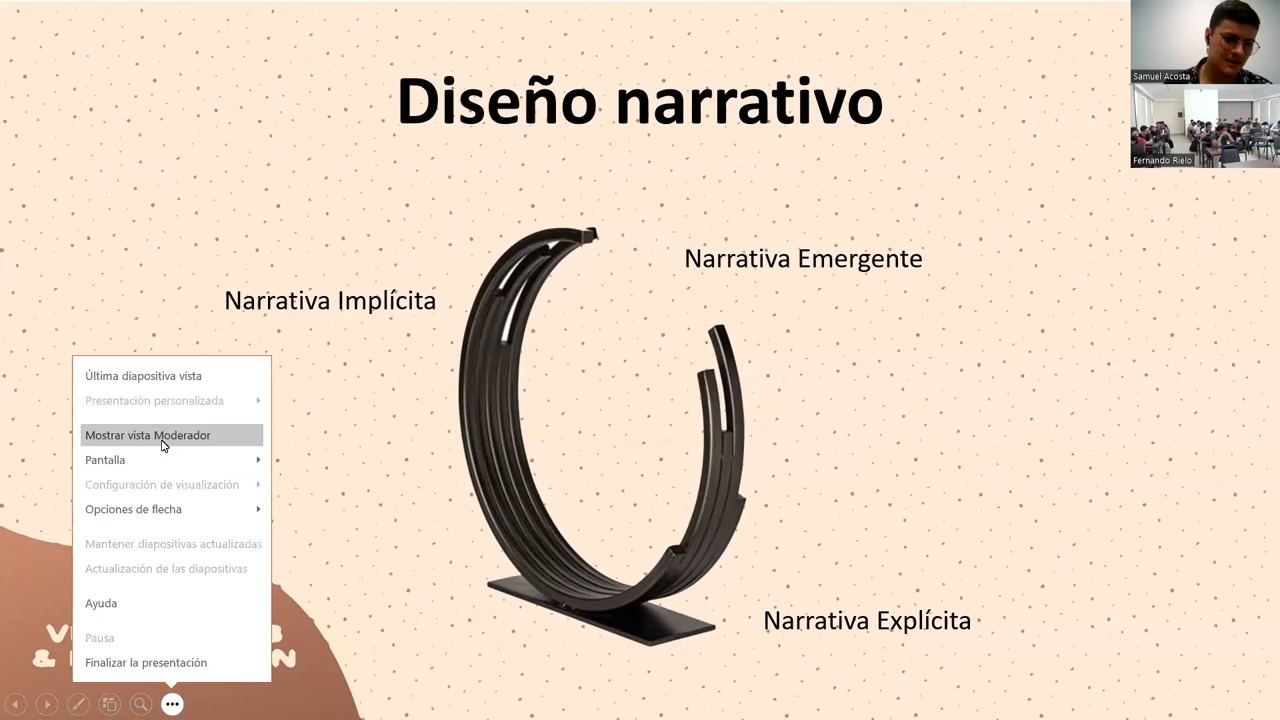 Diseño narrativo
Samuel Acosta
Fernando Rielo
Narrativa Emergente
Narrativa Implícita
Última diapositiva vista
Presentación personalizada
Mostrar vista Moderador
Pantalla
Configuración de visualización
Opciones de flecha
Mantener diapositivas actualizadas
Actualización de las diapositivas
Ayuda
Pausa
Finalizar la presentación
Narrativa Explícita